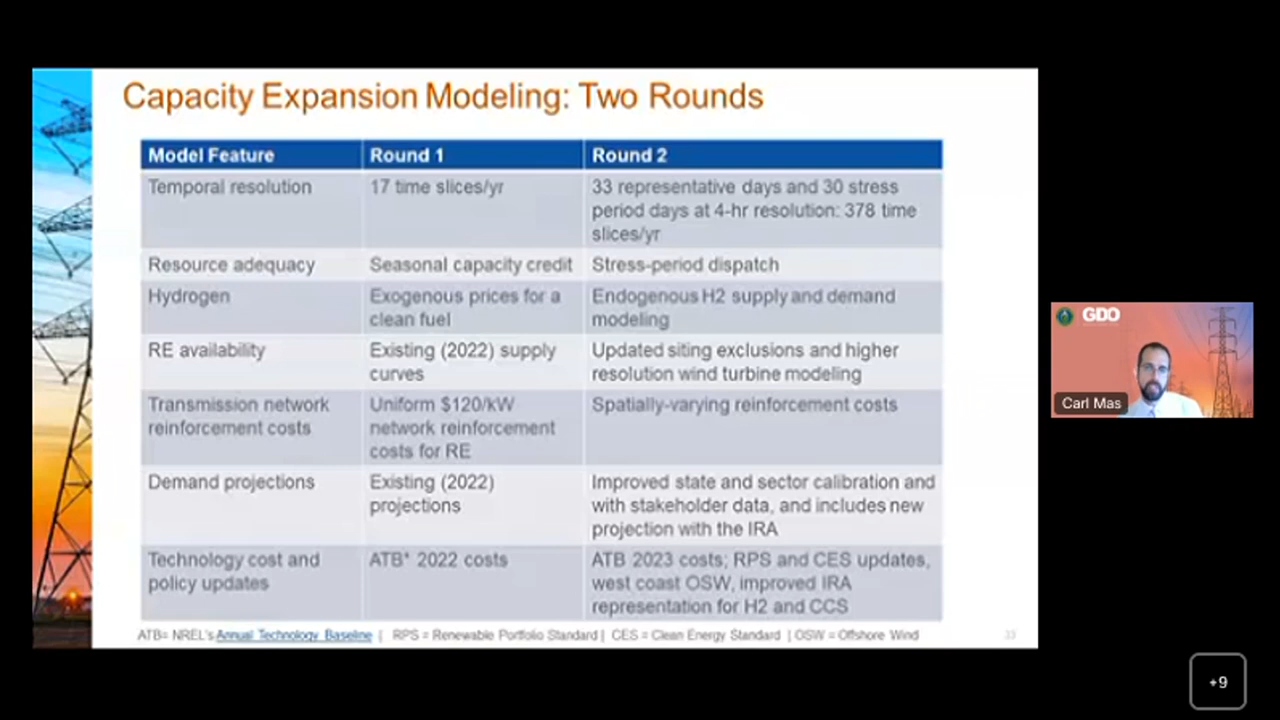 Capacity Expansion Modeling: Two Rounds
Model Feature Round 1 Round 2
Temporal resolution 17 time slices/yr 33 representative days and 30 stress
period days at 4-hr resolution: 378 time
slices/yr
Resource adequacy Seasonal capacity credit Stress-period dispatch
Hydrogen Exogenous prices for a Endogenous H2 supply and demand
clean fuel modeling
RE availability Existing (2022) supply Updated siting exclusions and higher
curves resolution wind turbine modeling
Transmission network Uniform $120/kW Spatially-varying reinforcement costs
reinforcement costs network reinforcement
costs for RE
Demand projections Existing (2022) Improved state and sector calibration and
projections with stakeholder data, and includes new
projection with the IRA
Technology cost and ATB* 2022 costs ATB 2023 costs; RPS and CES updates,
policy updates west coast OSW, improved IRA
representation for H2 and CCS
ATB= NREL's Annual Technology Baseline | RPS = Renewable Portfolio Standard | CES = Clean Energy Standard | OSW = Offshore Wind
33
GDO
Carl Mas
+9